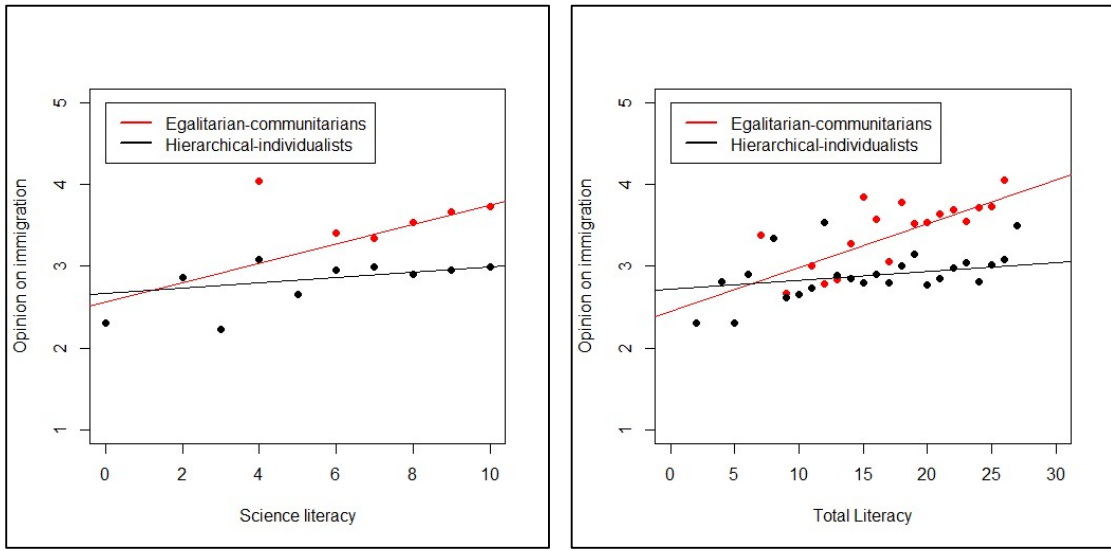 Egalitarian-communitarians
Hierarchical-individualists
Opinion on immigration
5
4
3
2
1
0 2 4 6 8 10
Science literacy
Egalitarian-communitarians
Hierarchical-individualists
Opinion on immigration
5
4
3
2
1
0 5 10 15 20 25 30
Total Literacy